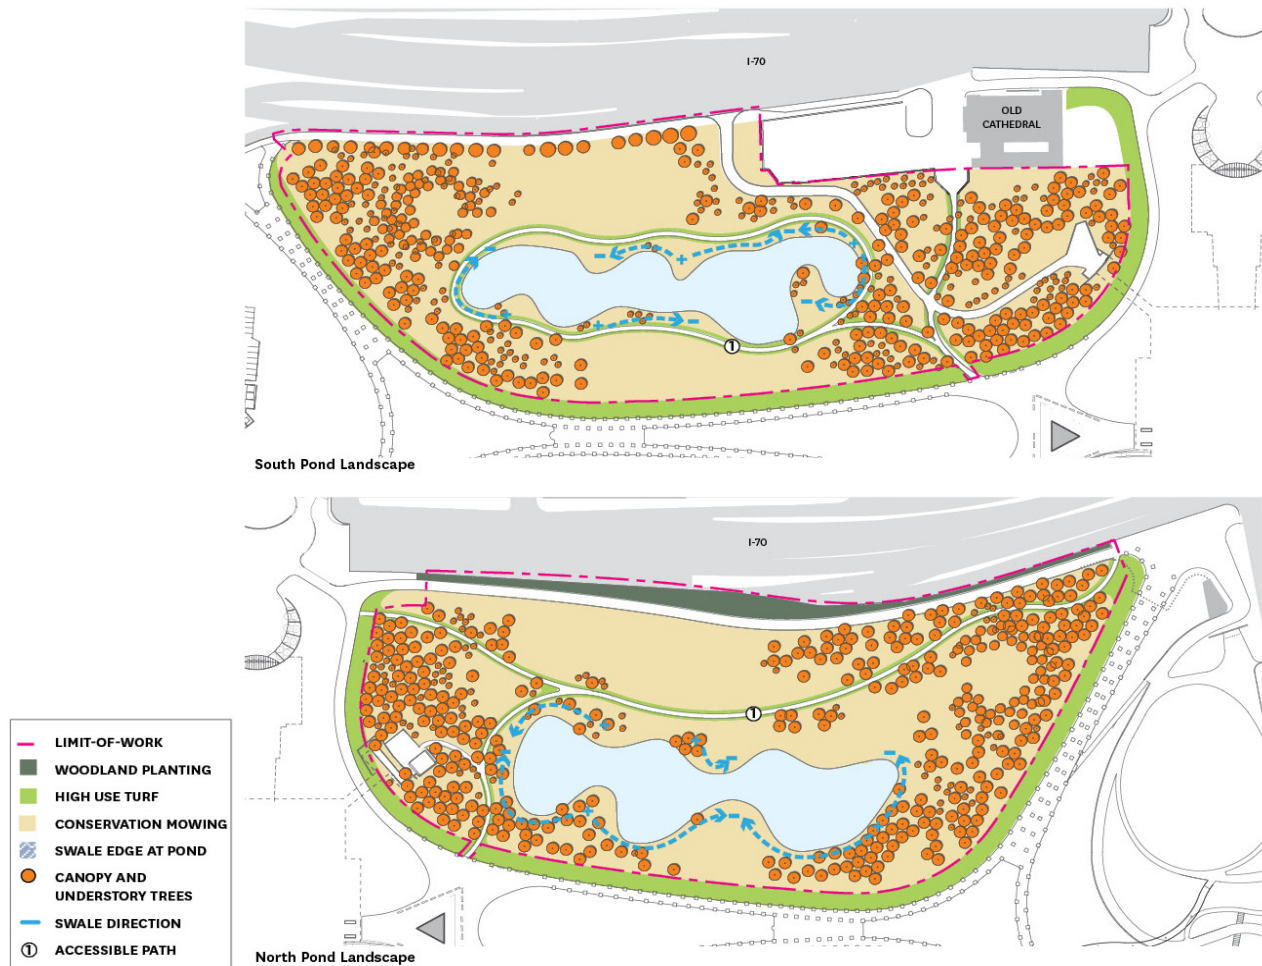 I-70
OLD
CATHEDRAL
1
South Pond Landscape
I-70
1
LIMIT-OF-WORK
WOODLAND PLANTING
HIGH USE TURF
CONSERVATION MOWING
SWALE EDGE AT POND
CANOPY AND
UNDERSTORY TREES
SWALE DIRECTION
1 ACCESSIBLE PATH
North Pond Landscape